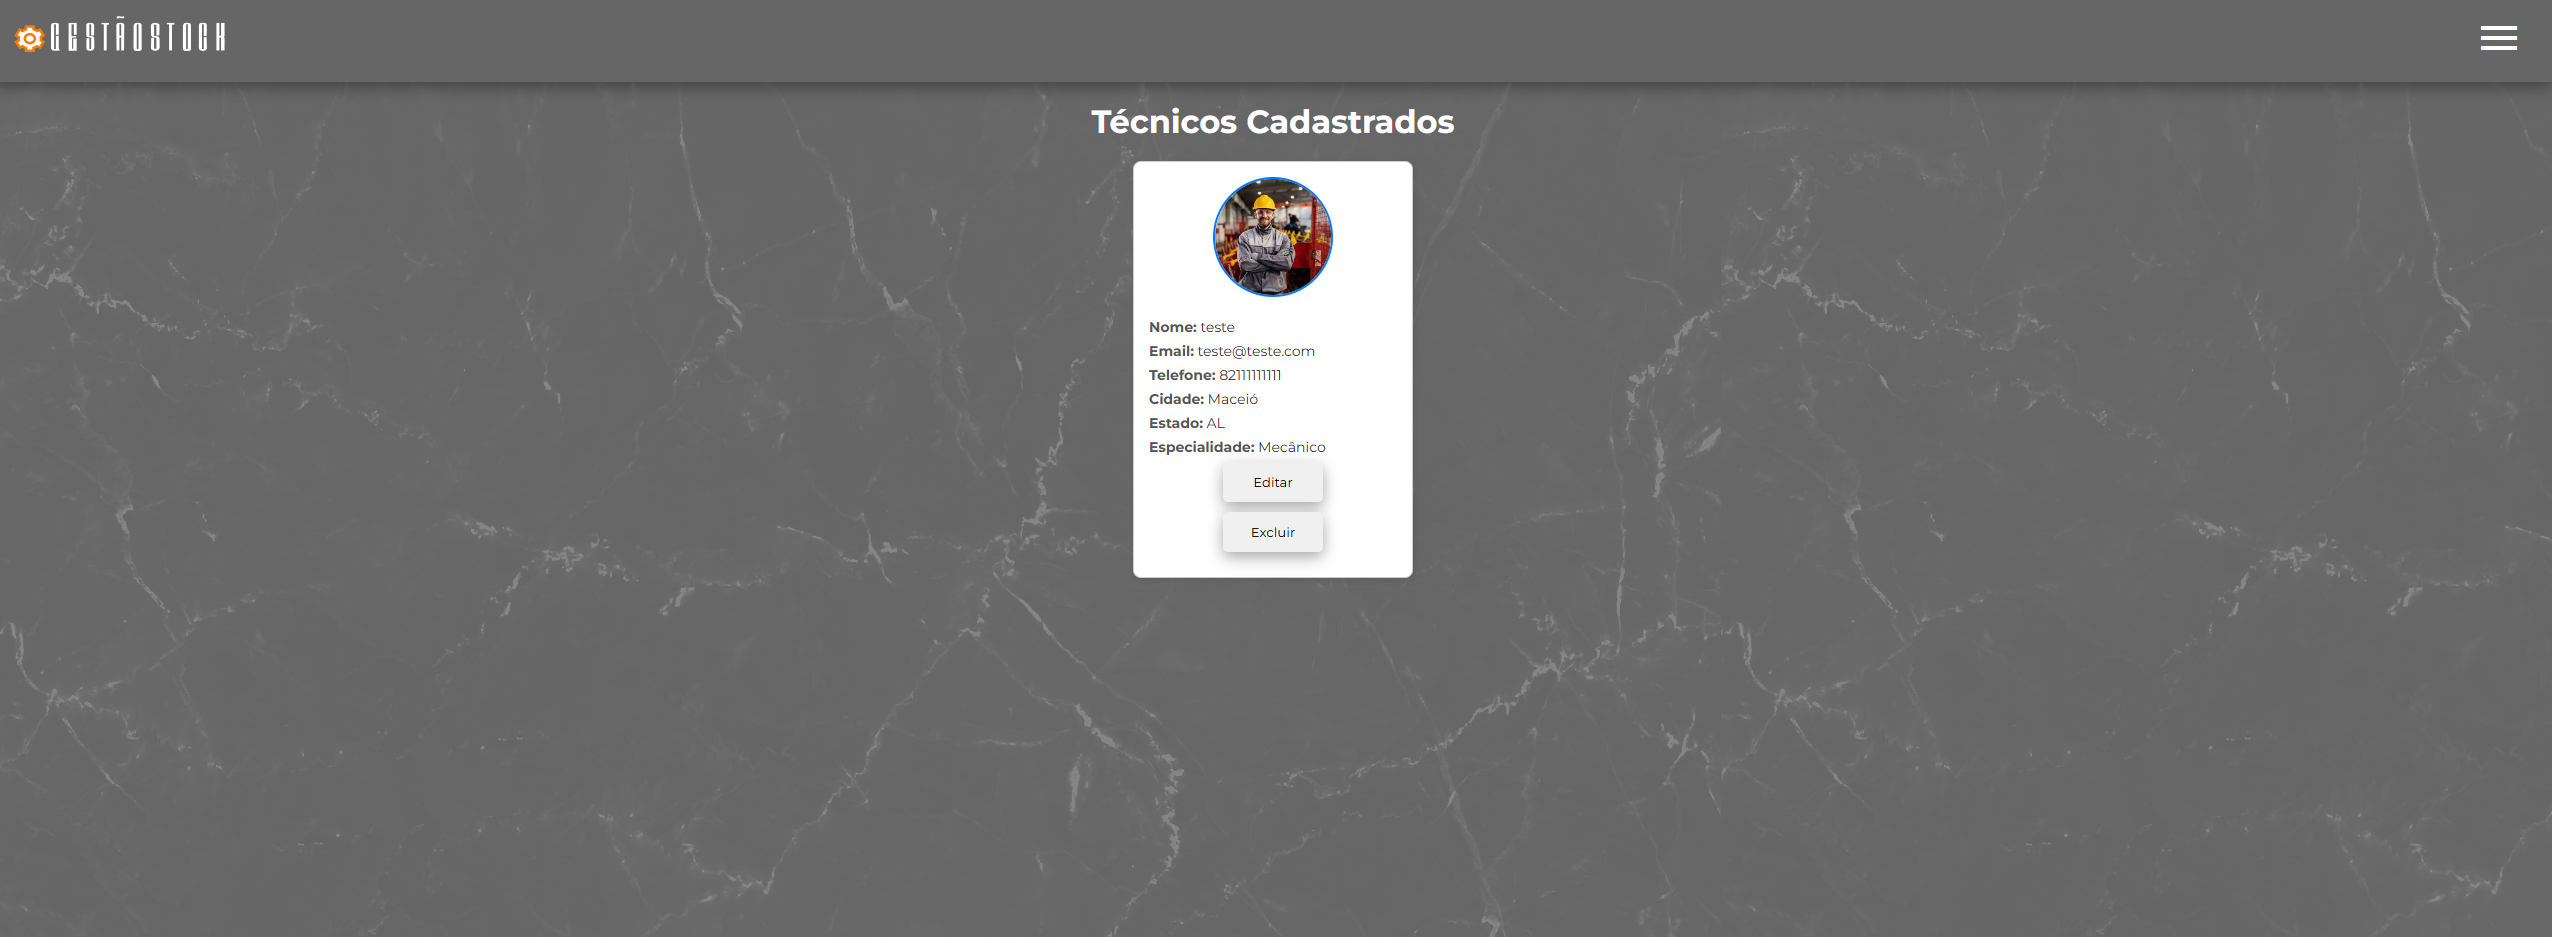 GESTÃOSTOCK
Técnicos Cadastrados
Nome: teste
Email: teste@teste.com
Telefone: 82111111111
Cidade: Maceió
Estado: AL
Especialidade: Mecânico
Editar
Excluir